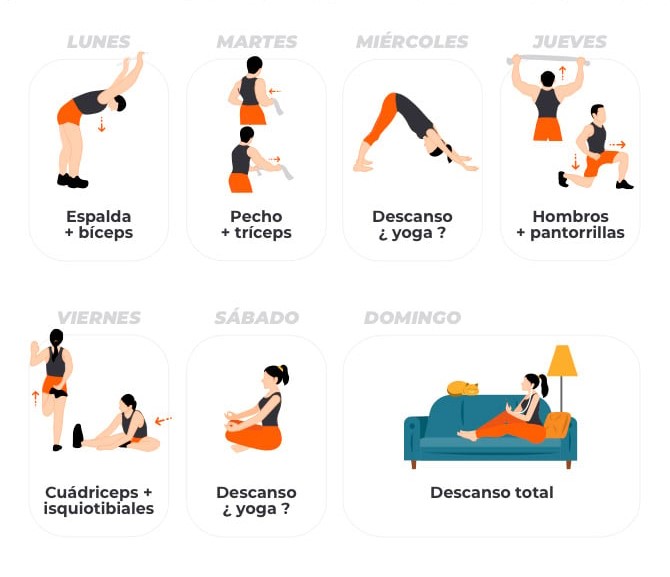 LUNES
MARTES
MIÉRCOLES
JUEVES
Espalda
+ bíceps
Pecho
+ tríceps
Descanso
¿ yoga ?
Hombros
+ pantorrillas
VIERNES
SÁBADO
DOMINGO
Cuádriceps +
isquiotibiales
Descanso
¿ yoga ?
Descanso total